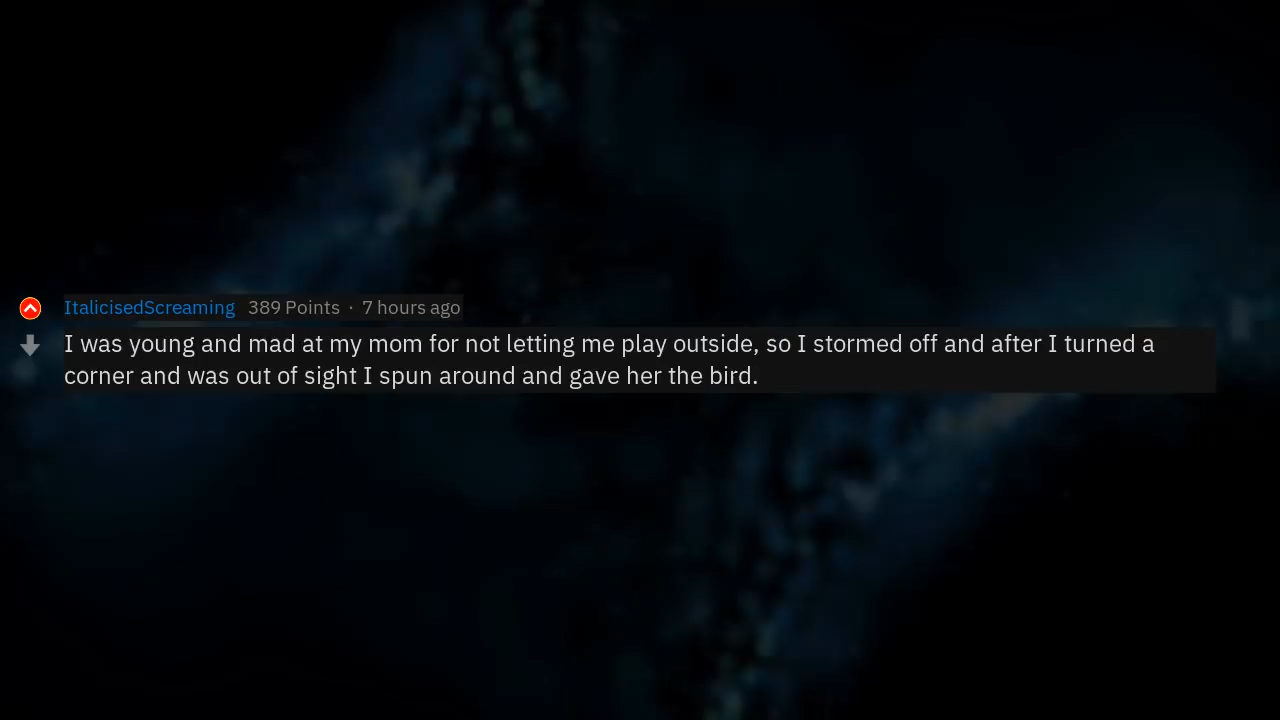 ItalicisedScreaming 389 Points · 7 hours ago
I was young and mad at my mom for not letting me play outside, so I stormed off and after I turned a
corner and was out of sight I spun around and gave her the bird.